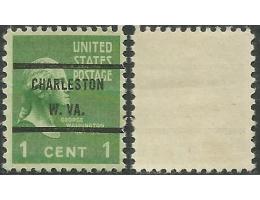 UNITED
STATES
POSTAGE
CHARLESTON
W. VA.
GEORGE
WASHINGTON
1 CENT 1